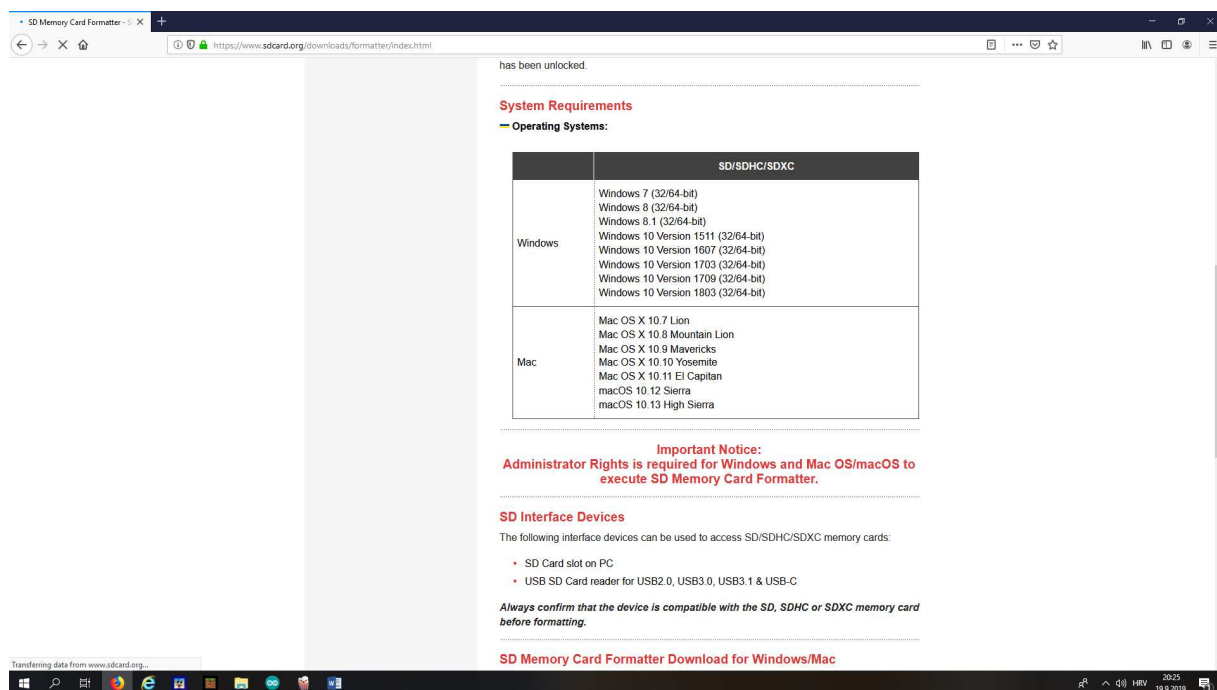 SD Memory Card Formatter - S
https://www.sdcard.org/downloads/formatter/index.html
has been unlocked.
System Requirements
Operating Systems:
SD/SDHC/SDXC
Windows
Windows 7 (32/64-bit)
Windows 8 (32/64-bit)
Windows 8.1 (32/64-bit)
Windows 10 Version 1511 (32/64-bit)
Windows 10 Version 1607 (32/64-bit)
Windows 10 Version 1703 (32/64-bit)
Windows 10 Version 1709 (32/64-bit)
Windows 10 Version 1803 (32/64-bit)
Mac
Mac OS X 10.7 Lion
Mac OS X 10.8 Mountain Lion
Mac OS X 10.9 Mavericks
Mac OS X 10.10 Yosemite
Mac OS X 10.11 El Capitan
macOS 10.12 Sierra
macOS 10.13 High Sierra
Important Notice:
Administrator Rights is required for Windows and Mac OS/macOS to
execute SD Memory Card Formatter.
SD Interface Devices
The following interface devices can be used to access SD/SDHC/SDXC memory cards:
• SD Card slot on PC
• USB SD Card reader for USB2.0, USB3.0, USB3.1 & USB-C
Always confirm that the device is compatible with the SD, SDHC or SDXC memory card
before formatting.
SD Memory Card Formatter Download for Windows/Mac
Transferring data from www.sdcard.org...
HRV
20:25
19.9.2019.